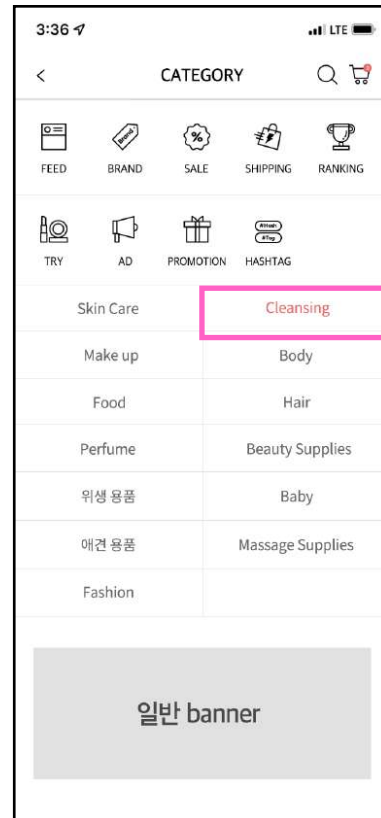 3:36 LTE
< CATEGORY
FEED BRAND SALE SHIPPING RANKING
TRY AD PROMOTION HASHTAG
Skin Care Cleansing
Make up Body
Food Hair
Perfume Beauty Supplies
위생 용품 Baby
애견 용품 Massage Supplies
Fashion
일반 banner